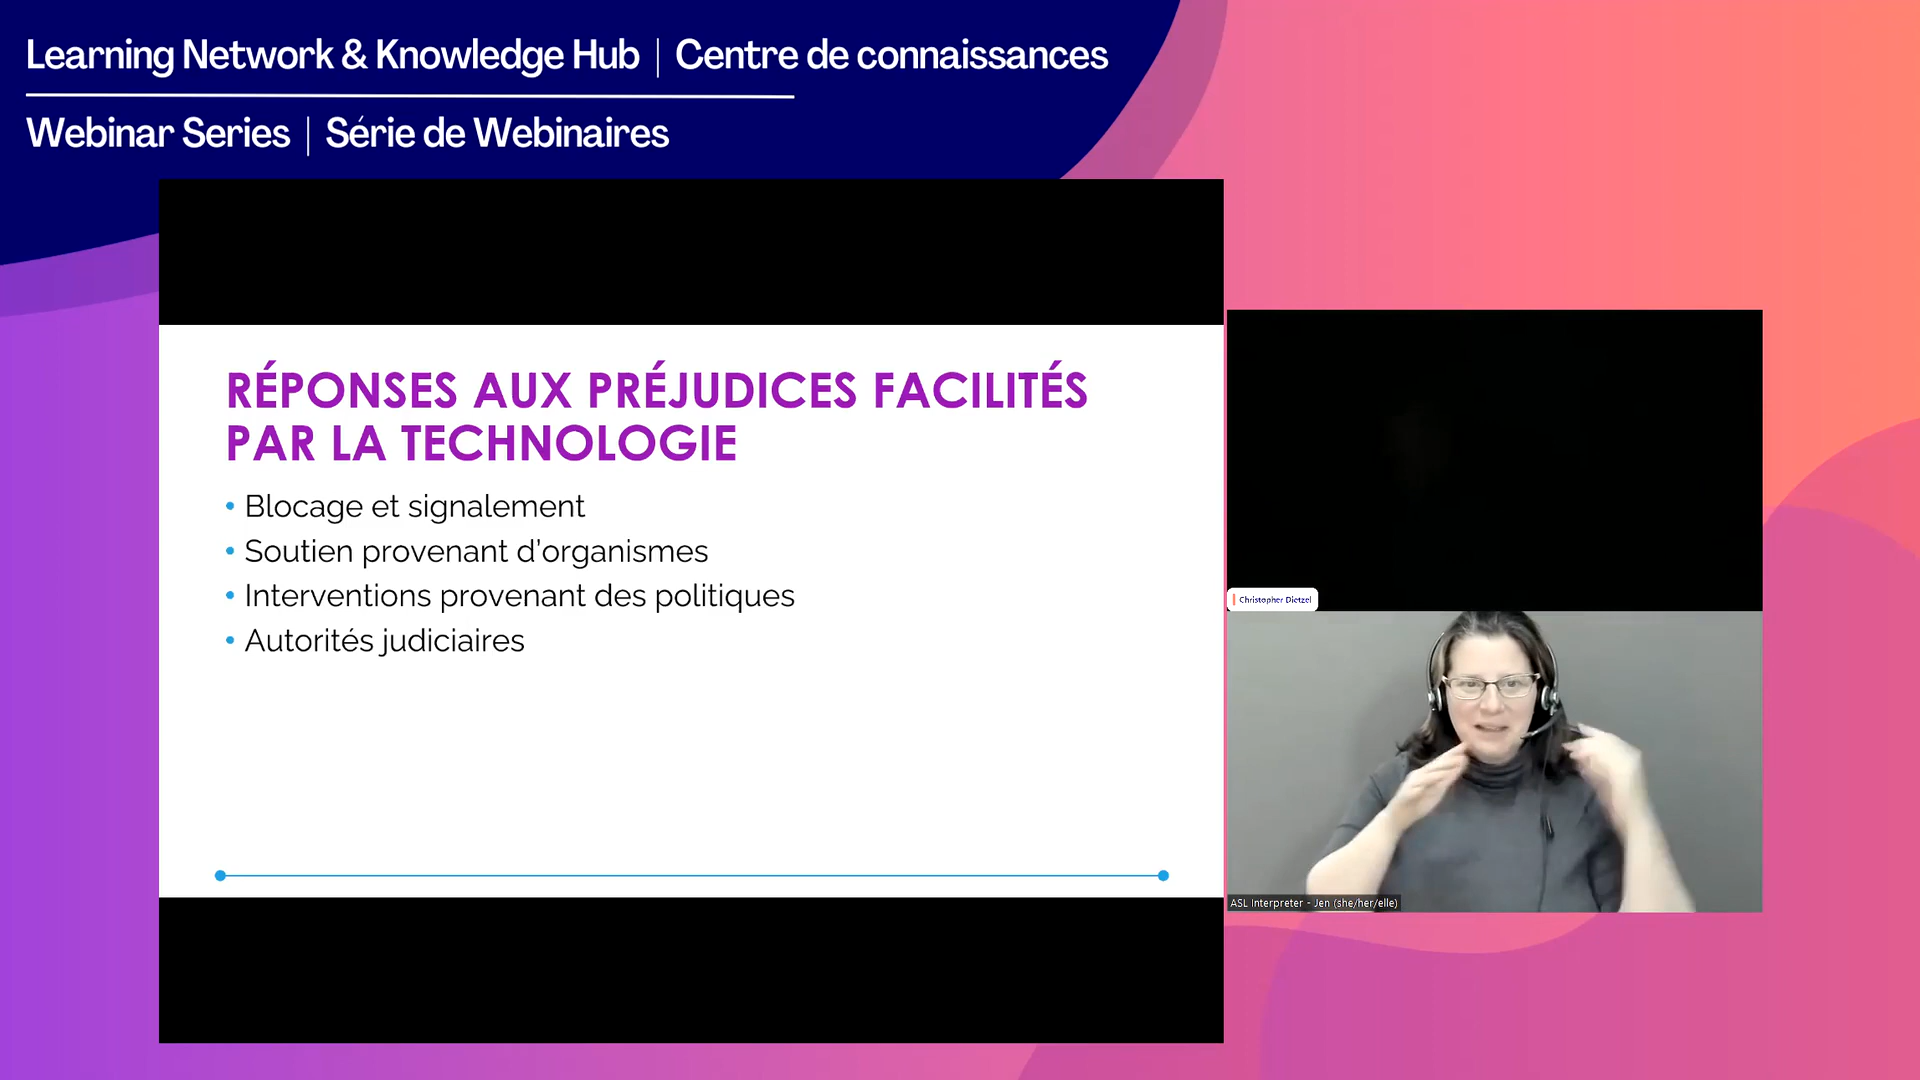 Learning Network & Knowledge Hub | Centre de connaissances
Webinar Series | Série de Webinaires
RÉPONSES AUX PRÉJUDICES FACILITÉS
PAR LA TECHNOLOGIE
• Blocage et signalement
• Soutien provenant d'organismes
• Interventions provenant des politiques
• Autorités judiciaires
Christopher Dietzel
ASL Interpreter - Jen (she/her/elle)